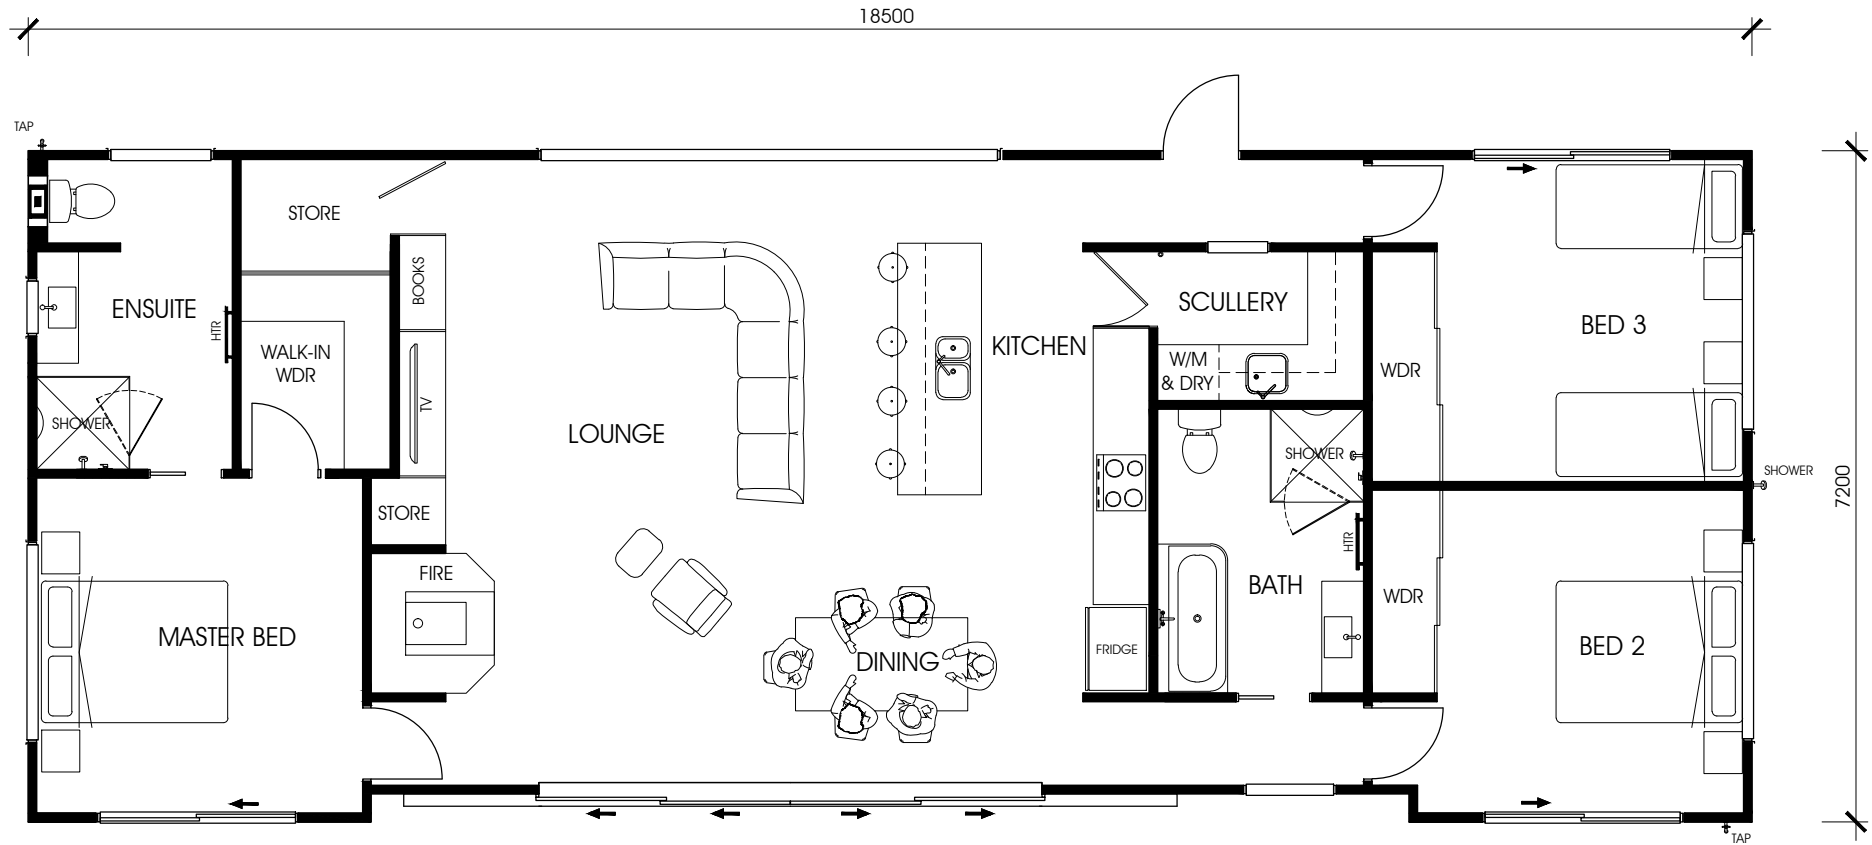 18500
TAP
STORE
BOOKS
ENSUITE
HTR
WALK-IN
WDR
SHOWER
TV
STORE
LOUNGE
KITCHEN
SCULLERY
W/M
& DRY
SHOWER
WDR
BED 3
SHOWER
7200
FIRE
MASTER BED
DINING
FRIDGE
BATH
HTR
WDR
BED 2
TAP